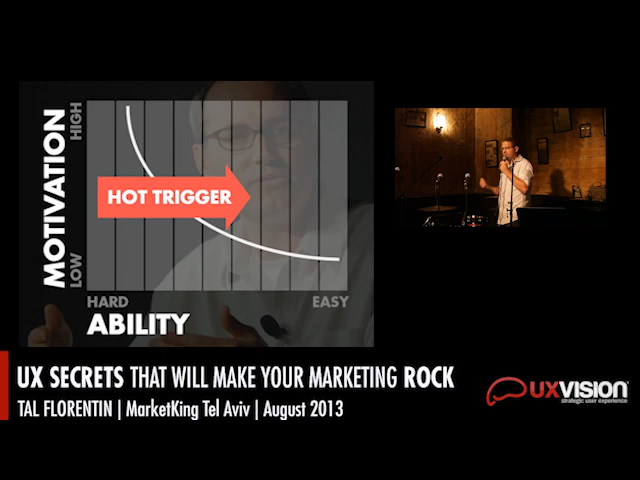 MOTIVATION
HIGH
LOW
HOT TRIGGER
HARD
EASY
ABILITY
UX SECRETS THAT WILL MAKE YOUR MARKETING ROCK
TAL FLORENTIN | MarketKing Tel Aviv | August 2013
UXVISION
strategic user experience